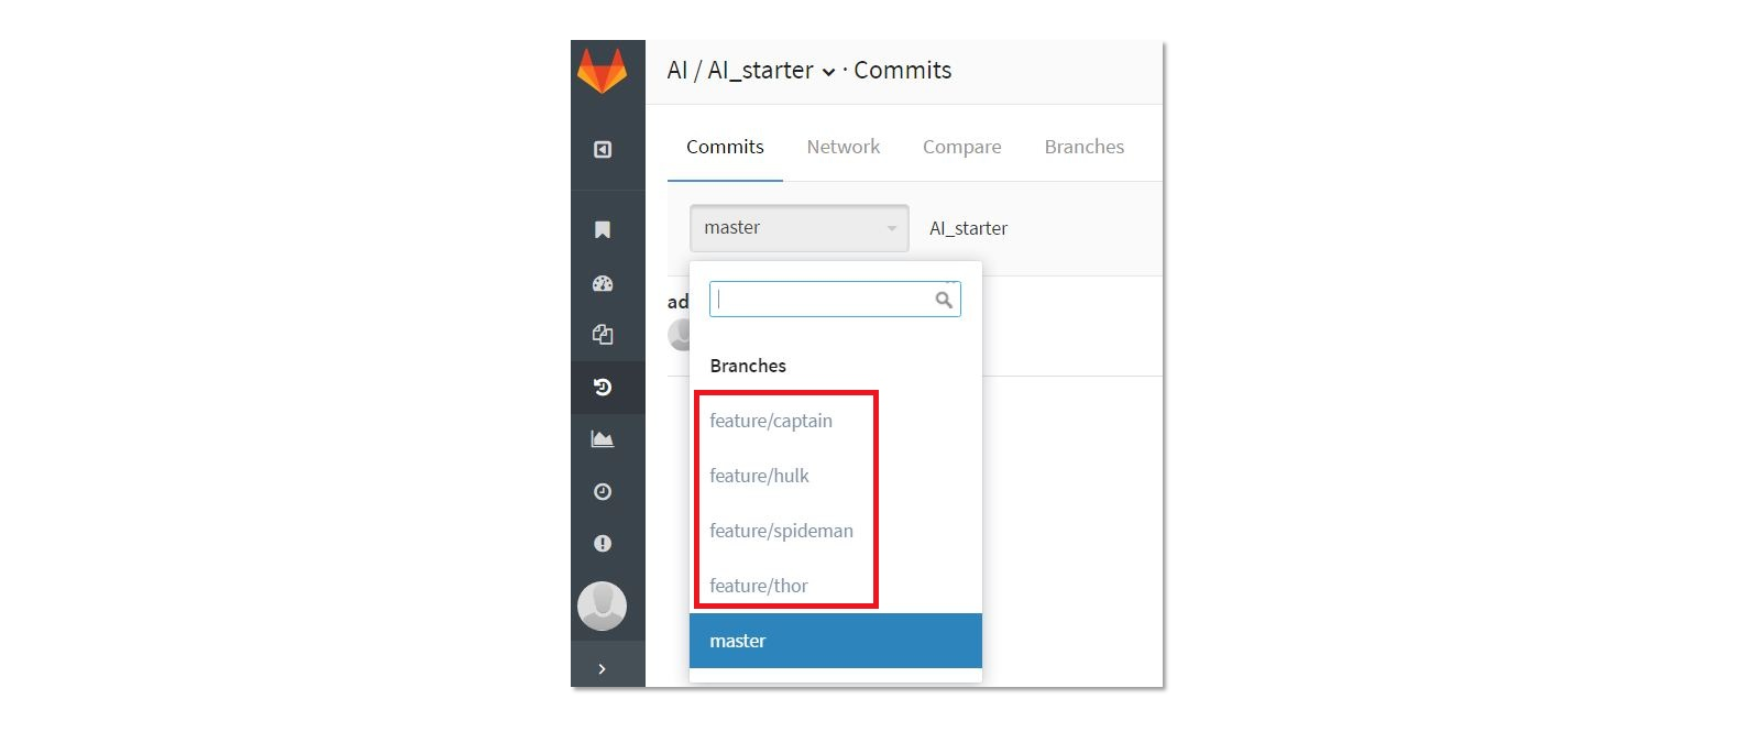 AI / AI_starter · Commits
Commits Network Compare Branches
master AI_starter
ad
Branches
feature/captain
feature/hulk
feature/spideman
feature/thor
master